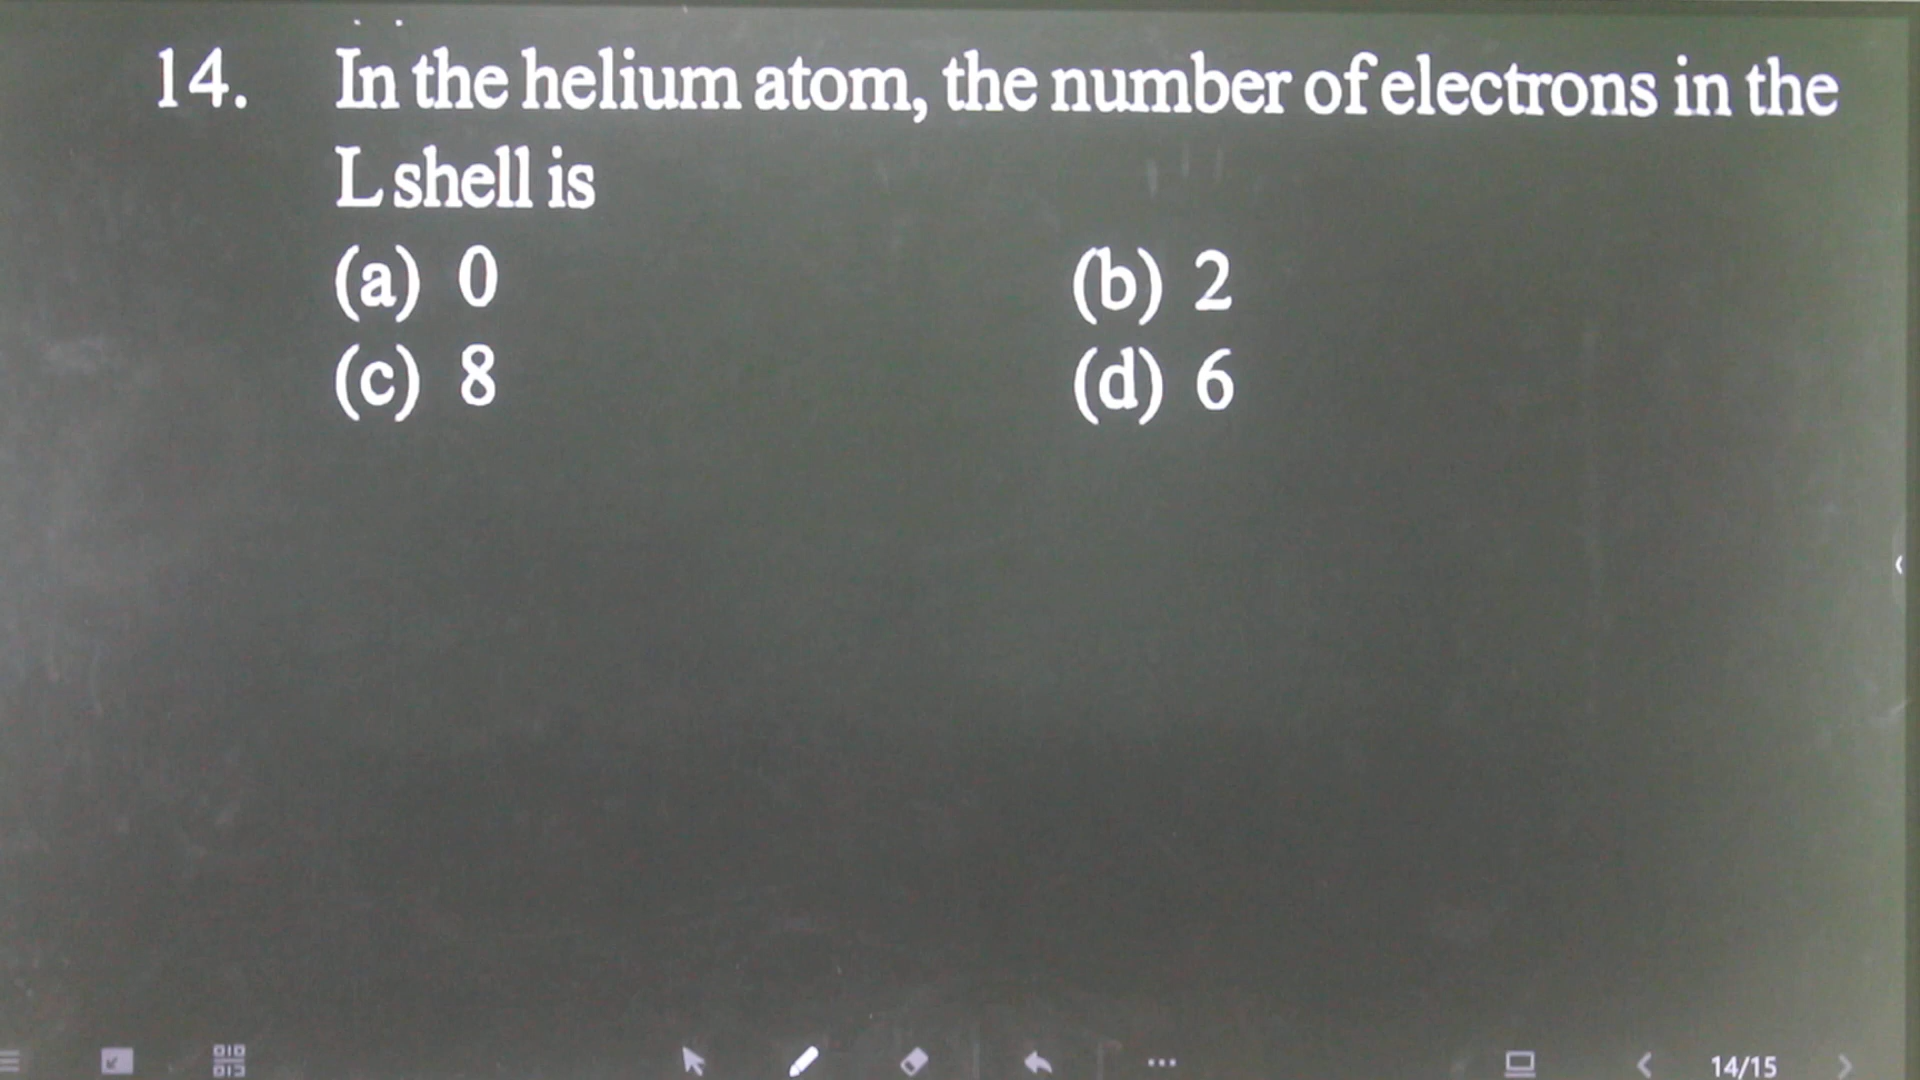 14. In the helium atom, the number of electrons in the
L shell is
(a) 0 (b) 2
(c) 8 (d) 6
14/15